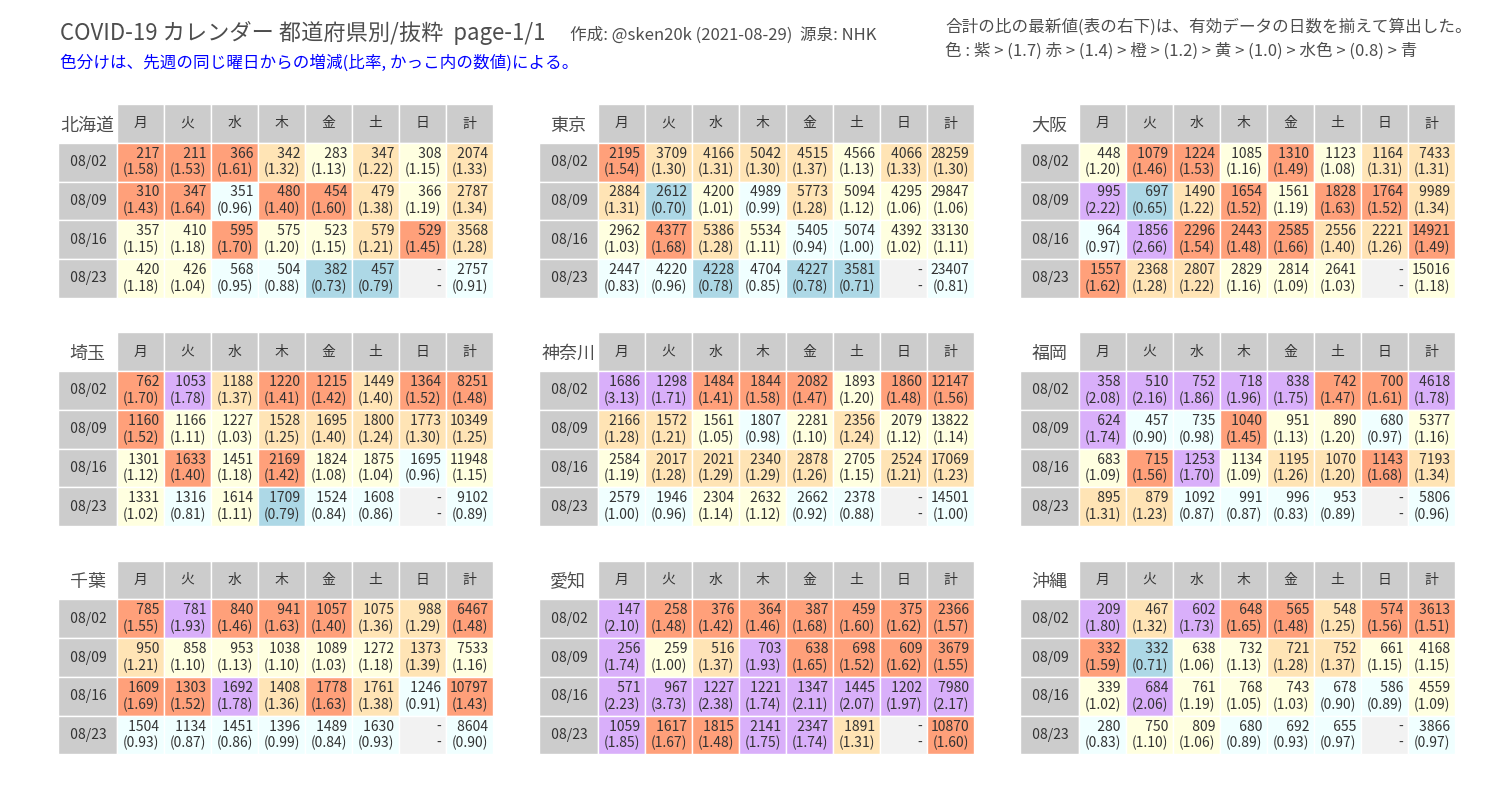 COVID-19 カレンダー 都道府県別/抜粋 page-1/1 作成: @sken20k (2021-08-29) 源泉: NHK
色分けは、先週の同じ曜日からの増減(比率, かっこ内の数値)による。
合計の比の最新値(表の右下)は、有効データの日数を揃えて算出した。
色 : 紫 > (1.7) 赤 > (1.4) 橙 > (1.2) 黄 > (1.0) > 水色 > (0.8) > 青
北海道 月 火 水 木 金 土 日 計
08/02 217 211 366 342 283 347 308 2074
(1.58) (1.53) (1.61) (1.32) (1.13) (1.22) (1.15) (1.33)
08/09 310 347 351 480 454 479 366 2787
(1.43) (1.64) (0.96) (1.40) (1.60) (1.38) (1.19) (1.34)
08/16 357 410 595 575 523 579 529 3568
(1.15) (1.18) (1.70) (1.20) (1.15) (1.21) (1.45) (1.28)
08/23 420 426 568 504 382 457 - 2757
(1.18) (1.04) (0.95) (0.88) (0.73) (0.79) - (0.91)
東京 月 火 水 木 金 土 日 計
08/02 2195 3709 4166 5042 4515 4566 4066 28259
(1.54) (1.30) (1.31) (1.30) (1.37) (1.13) (1.33) (1.30)
08/09 2884 2612 4200 4989 5773 5094 4295 29847
(1.31) (0.70) (1.01) (0.99) (1.28) (1.12) (1.06) (1.06)
08/16 2962 4377 5386 5534 5405 5074 4392 33130
(1.03) (1.68) (1.28) (1.11) (0.94) (1.00) (1.02) (1.11)
08/23 2447 4220 4228 4704 4227 3581 - 23407
(0.83) (0.96) (0.78) (0.85) (0.78) (0.71) - (0.81)
大阪 月 火 水 木 金 土 日 計
08/02 448 1079 1224 1085 1310 1123 1164 7433
(1.20) (1.46) (1.53) (1.16) (1.49) (1.08) (1.31) (1.31)
08/09 995 697 1490 1654 1561 1828 1764 9989
(2.22) (0.65) (1.22) (1.52) (1.19) (1.63) (1.52) (1.34)
08/16 964 1856 2296 2443 2585 2556 2221 14921
(0.97) (2.66) (1.54) (1.48) (1.66) (1.40) (1.26) (1.49)
08/23 1557 2368 2807 2829 2814 2641 - 15016
(1.62) (1.28) (1.22) (1.16) (1.09) (1.03) - (1.18)
埼玉 月 火 水 木 金 土 日 計
08/02 762 1053 1188 1220 1215 1449 1364 8251
(1.70) (1.78) (1.37) (1.41) (1.42) (1.40) (1.52) (1.48)
08/09 1160 1166 1227 1528 1695 1800 1773 10349
(1.52) (1.11) (1.03) (1.25) (1.40) (1.24) (1.30) (1.25)
08/16 1301 1633 1451 2169 1824 1875 1695 11948
(1.12) (1.40) (1.18) (1.42) (1.08) (1.04) (0.96) (1.15)
08/23 1331 1316 1614 1709 1524 1608 - 9102
(1.02) (0.81) (1.11) (0.79) (0.84) (0.86) - (0.89)
神奈川 月 火 水 木 金 土 日 計
08/02 1686 1298 1484 1844 2082 1893 1860 12147
(3.13) (1.71) (1.41) (1.58) (1.47) (1.20) (1.48) (1.56)
08/09 2166 1572 1561 1807 2281 2356 2079 13822
(1.28) (1.21) (1.05) (0.98) (1.10) (1.24) (1.12) (1.14)
08/16 2584 2017 2021 2340 2878 2705 2524 17069
(1.19) (1.28) (1.29) (1.29) (1.26) (1.15) (1.21) (1.23)
08/23 2579 1946 2304 2632 2662 2378 - 14501
(1.00) (0.96) (1.14) (1.12) (0.92) (0.88) - (1.00)
福岡 月 火 水 木 金 土 日 計
08/02 358 510 752 718 838 742 700 4618
(2.08) (2.16) (1.86) (1.96) (1.75) (1.47) (1.61) (1.78)
08/09 624 457 735 1040 951 890 680 5377
(1.74) (0.90) (0.98) (1.45) (1.13) (1.20) (0.97) (1.16)
08/16 683 715 1253 1134 1195 1070 1143 7193
(1.09) (1.56) (1.70) (1.09) (1.26) (1.20) (1.68) (1.34)
08/23 895 879 1092 991 996 953 - 5806
(1.31) (1.23) (0.87) (0.87) (0.83) (0.89) - (0.96)
千葉 月 火 水 木 金 土 日 計
08/02 785 781 840 941 1057 1075 988 6467
(1.55) (1.93) (1.46) (1.63) (1.40) (1.36) (1.29) (1.48)
08/09 950 858 953 1038 1089 1272 1373 7533
(1.21) (1.10) (1.13) (1.10) (1.03) (1.18) (1.39) (1.16)
08/16 1609 1303 1692 1408 1778 1761 1246 10797
(1.69) (1.52) (1.78) (1.36) (1.63) (1.38) (0.91) (1.43)
08/23 1504 1134 1451 1396 1489 1630 - 8604
(0.93) (0.87) (0.86) (0.99) (0.84) (0.93) - (0.90)
愛知 月 火 水 木 金 土 日 計
08/02 147 258 376 364 387 459 375 2366
(2.10) (1.48) (1.42) (1.46) (1.68) (1.60) (1.62) (1.57)
08/09 256 259 516 703 638 698 609 3679
(1.74) (1.00) (1.37) (1.93) (1.65) (1.52) (1.62) (1.55)
08/16 571 967 1227 1221 1347 1445 1202 7980
(2.23) (3.73) (2.38) (1.74) (2.11) (2.07) (1.97) (2.17)
08/23 1059 1617 1815 2141 2347 1891 - 10870
(1.85) (1.67) (1.48) (1.75) (1.74) (1.31) - (1.60)
沖縄 月 火 水 木 金 土 日 計
08/02 209 467 602 648 565 548 574 3613
(1.80) (1.32) (1.73) (1.65) (1.48) (1.25) (1.56) (1.51)
08/09 332 332 638 732 721 752 661 4168
(1.59) (0.71) (1.06) (1.13) (1.28) (1.37) (1.15) (1.15)
08/16 339 684 761 768 743 678 586 4559
(1.02) (2.06) (1.19) (1.05) (1.03) (0.90) (0.89) (1.09)
08/23 280 750 809 680 692 655 - 3866
(0.83) (1.10) (1.06) (0.89) (0.93) (0.97) - (0.97)